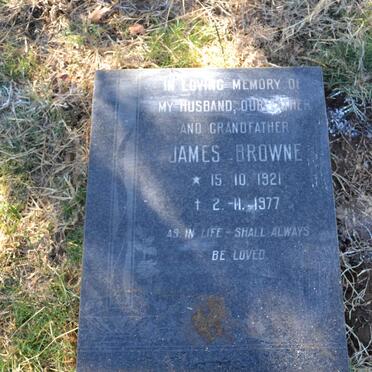 IN LOVING MEMORY OF
MY HUSBAND, OUR FATHER
AND GRANDFATHER
JAMES BROWNE
* 15.10.1921
† 2.-11.-1977
AS IN LIFE - SHALL ALWAYS
BE LOVED